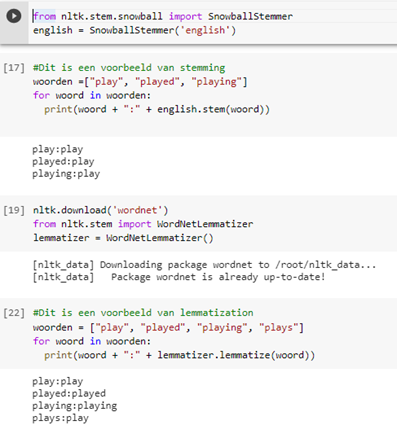 from nltk.stem.snowball import SnowballStemmer
english = SnowballStemmer('english')
[17] #Dit is een voorbeeld van stemming
woorden =["play", "played", "playing"]
for woord in woorden:
  print(woord + ":" + english.stem(woord))
play:play
played:play
playing:play
[19] nltk.download('wordnet')
from nltk.stem import WordNetLemmatizer
lemmatizer = WordNetLemmatizer()
[nltk_data] Downloading package wordnet to /root/nltk_data...
[nltk_data]   Package wordnet is already up-to-date!
[22] #Dit is een voorbeeld van lemmatization
woorden = ["play", "played", "playing", "plays"]
for woord in woorden:
  print(woord + ":" + lemmatizer.lemmatize(woord))
play:play
played:played
playing:playing
plays:play